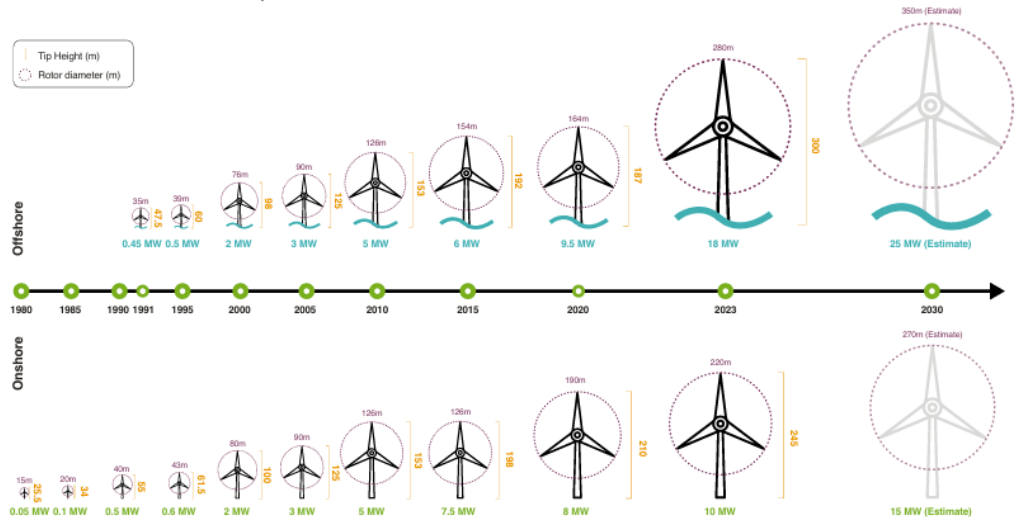 350m (Estimate)
Tip Height (m)
Rotor diameter (m)
280m
164m
154m
126m
90m
76m
39m
35m
47.5
60
98
125
153
192
187
300
Offshore
0.45 MW 0.5 MW 2 MW 3 MW 5 MW 6 MW 9.5 MW 18 MW 25 MW (Estimate)
1980 1985 1990 1991 1995 2000 2005 2010 2015 2020 2023 2030
Onshore
270m (Estimate)
220m
190m
126m
126m
90m
80m
43m
40m
20m
15m
25.5
34
55
61.5
100
125
153
198
210
245
0.05 MW 0.1 MW 0.5 MW 0.6 MW 2 MW 3 MW 5 MW 7.5 MW 8 MW 10 MW 15 MW (Estimate)